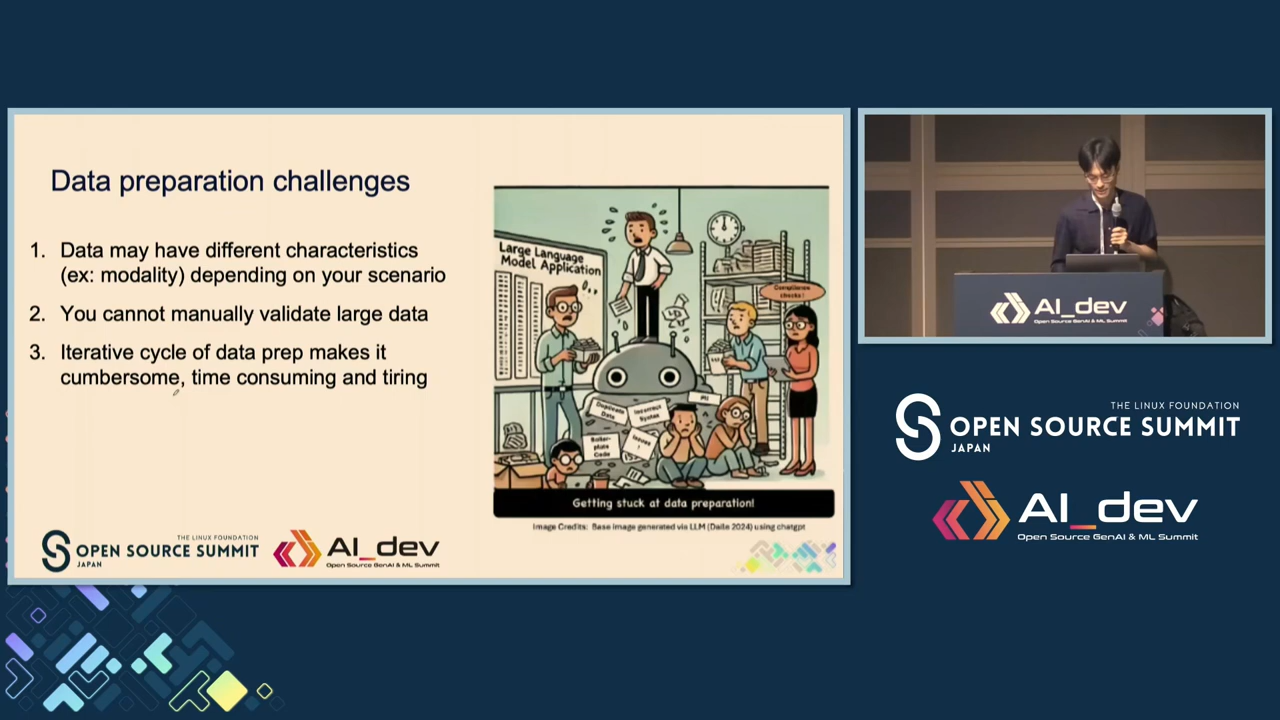 Data preparation challenges
1. Data may have different characteristics
(ex: modality) depending on your scenario
2. You cannot manually validate large data
3. Iterative cycle of data prep makes it
cumbersome, time consuming and tiring
Large Language
Model Application
Compliance
checks!
Duplicate
Data
Incorrect
Syntax
PII
Boiler-
plate
Code
Issues
!
Getting stuck at data preparation!
Image Credits: Base image generated via LLM (Dalle 2024) using chatgpt
THE LINUX FOUNDATION
OPEN SOURCE SUMMIT
JAPAN
AI_dev
Open Source GenAI & ML Summit
AI_dev
Open Source GenAI & ML Summit
THE LINUX FOUNDATION
OPEN SOURCE SUMMIT
JAPAN
AI_dev
Open Source GenAI & ML Summit